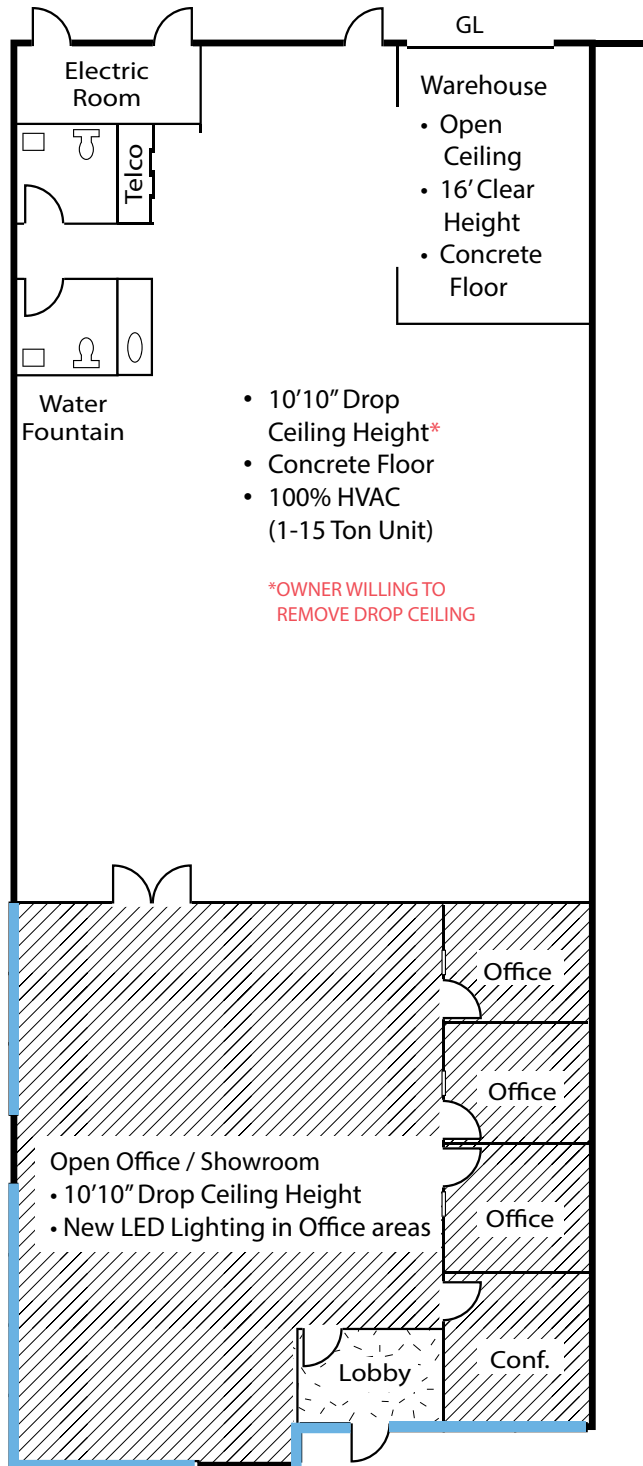 GL
Electric
Room
Warehouse
• Open
Ceiling
• 16’ Clear
Height
• Concrete
Floor
Telco
Water
Fountain
• 10’10” Drop
Ceiling Height*
• Concrete Floor
• 100% HVAC
(1-15 Ton Unit)
*OWNER WILLING TO
REMOVE DROP CEILING
Office
Office
Open Office / Showroom
• 10’10” Drop Ceiling Height
• New LED Lighting in Office areas
Office
Lobby
Conf.